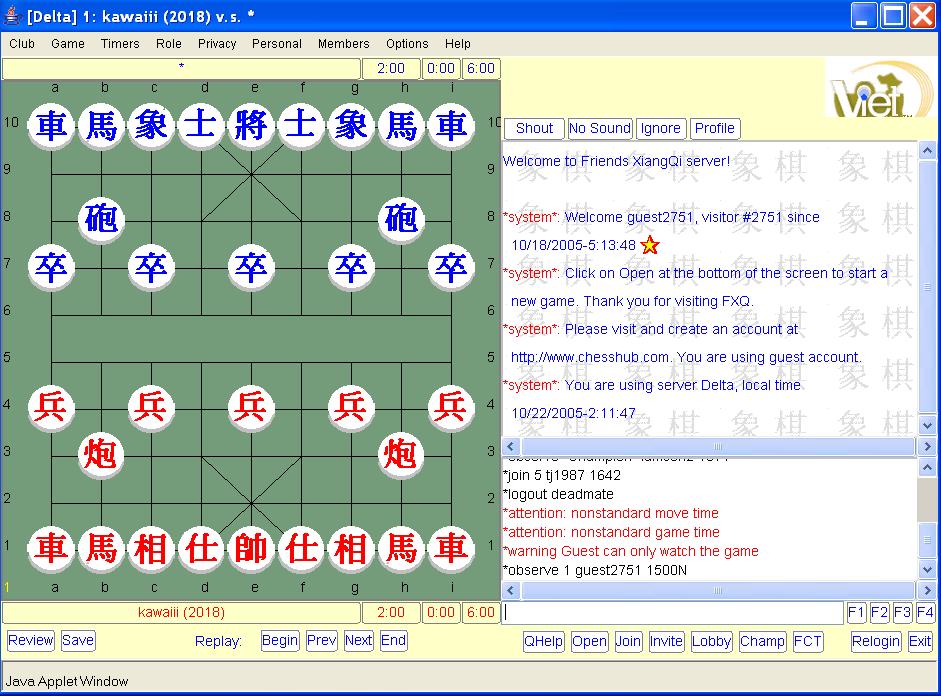 [Delta] 1: kawaiii (2018) v.s. *
Club Game Timers Role Privacy Personal Members Options Help
* 2:00 0:00 6:00
a b c d e f g h i
10 車 馬 象 士 將 士 象 馬 車 10
9 9
8 砲 砲 8
7 卒 卒 卒 卒 卒 7
6 6
5 5
4 兵 兵 兵 兵 兵 4
3 炮 炮 3
2 2
1 車 馬 相 仕 帥 仕 相 馬 車 1
1 a b c d e f g h i
kawaiii (2018) 2:00 0:00 6:00
Review Save Replay: Begin Prev Next End
Viet
Shout No Sound Ignore Profile
Welcome to Friends XiangQi server!
*system*: Welcome guest2751, visitor #2751 since
10/18/2005-5:13:48
*system*: Click on Open at the bottom of the screen to start a
new game. Thank you for visiting FXQ.
*system*: Please visit and create an account at
http://www.chesshub.com. You are using guest account.
*system*: You are using server Delta, local time
10/22/2005-2:11:47
象棋 象棋 象棋 象棋
*join 5 tj1987 1642
*logout deadmate
*attention: nonstandard move time
*attention: nonstandard game time
*warning Guest can only watch the game
*observe 1 guest2751 1500N
F1 F2 F3 F4
QHelp Open Join Invite Lobby Champ FCT Relogin Exit
Java Applet Window